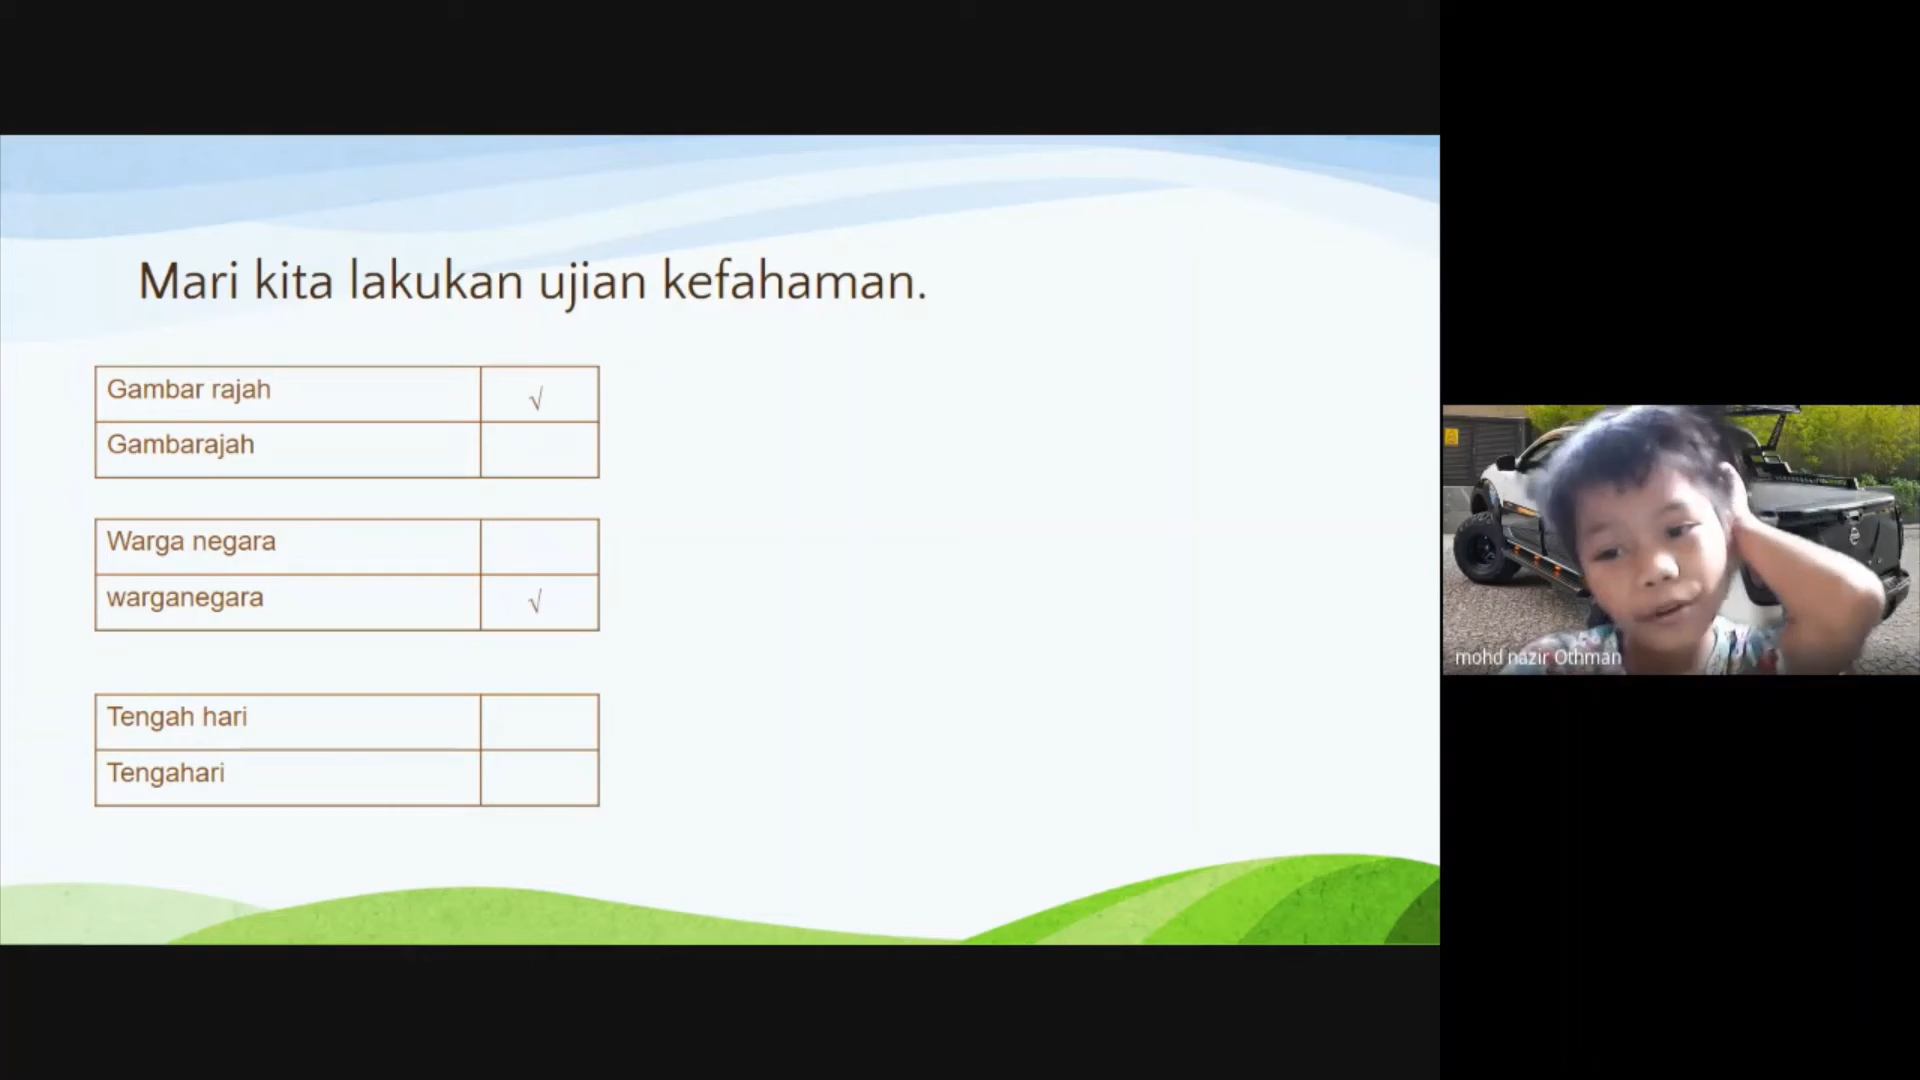 Mari kita lakukan ujian kefahaman.
Gambar rajah √
Gambarajah
Warga negara
warganegara √
Tengah hari
Tengahari
mohd nazir Othman